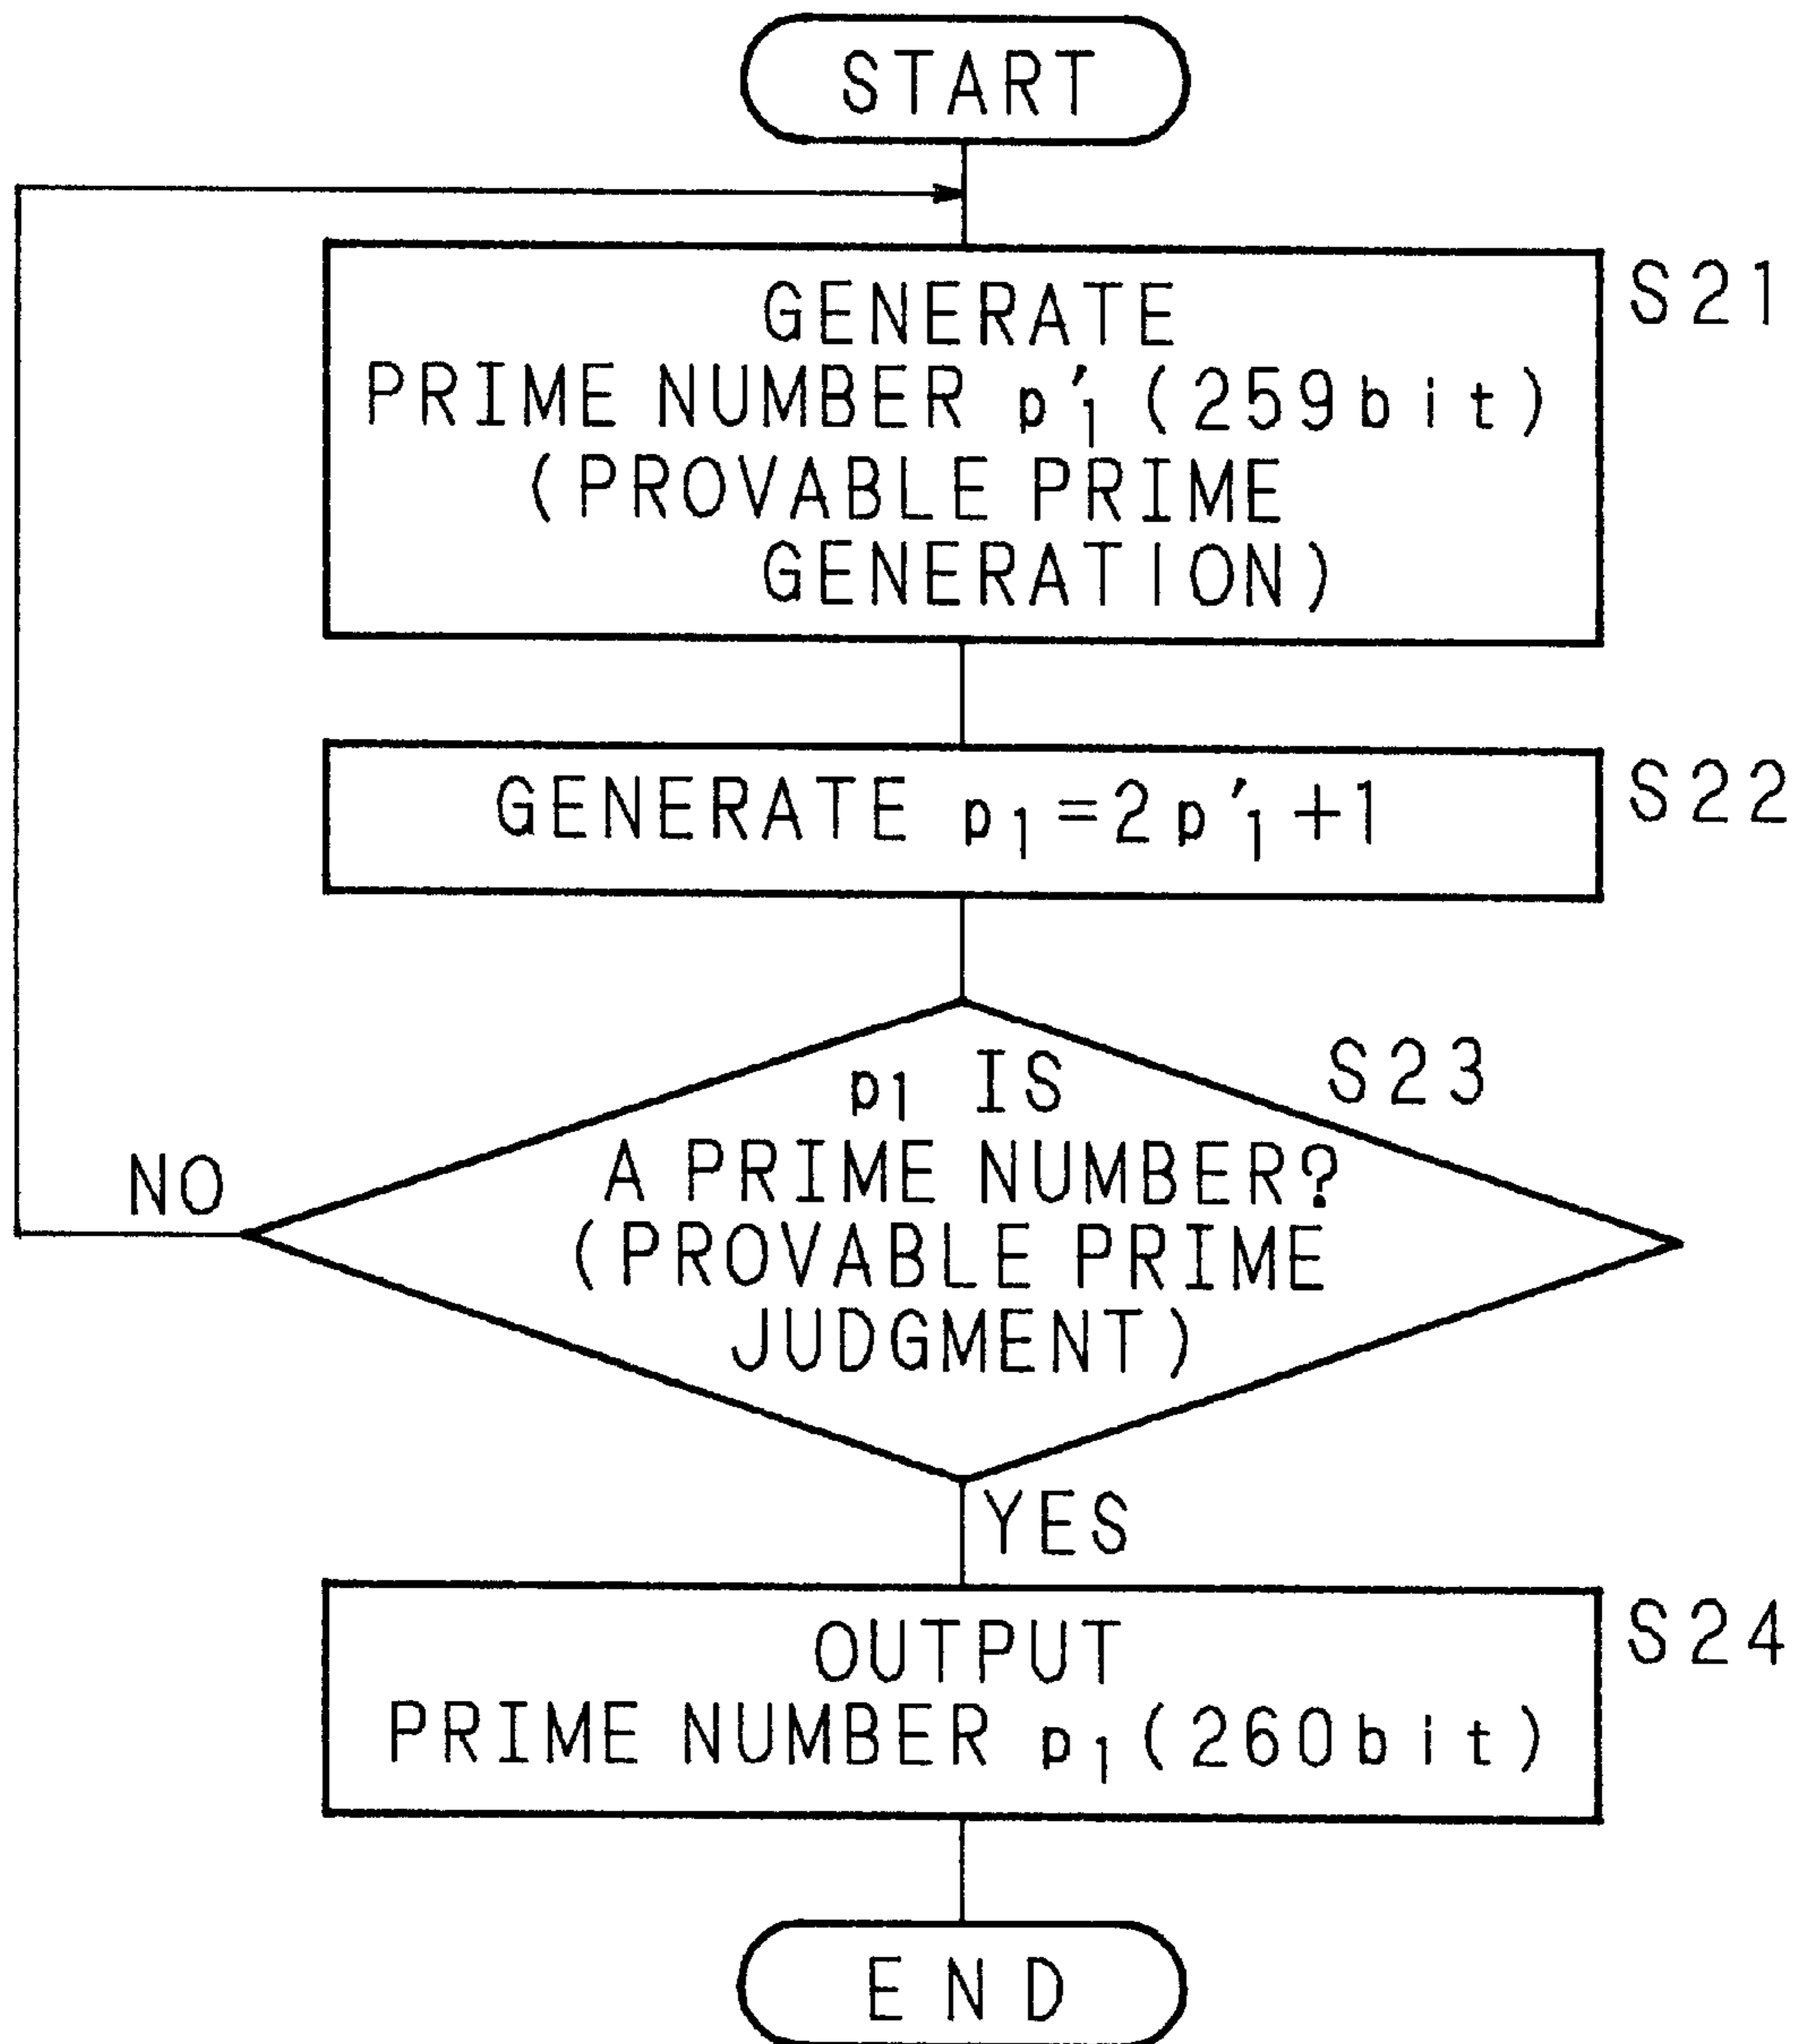 START
GENERATE
PRIME NUMBER p′₁ (259bit)
(PROVABLE PRIME
GENERATION)
S21
GENERATE p₁=2p′₁+1
S22
p₁ IS
A PRIME NUMBER?
(PROVABLE PRIME
JUDGMENT)
S23
NO
YES
OUTPUT
PRIME NUMBER p₁(260bit)
S24
END